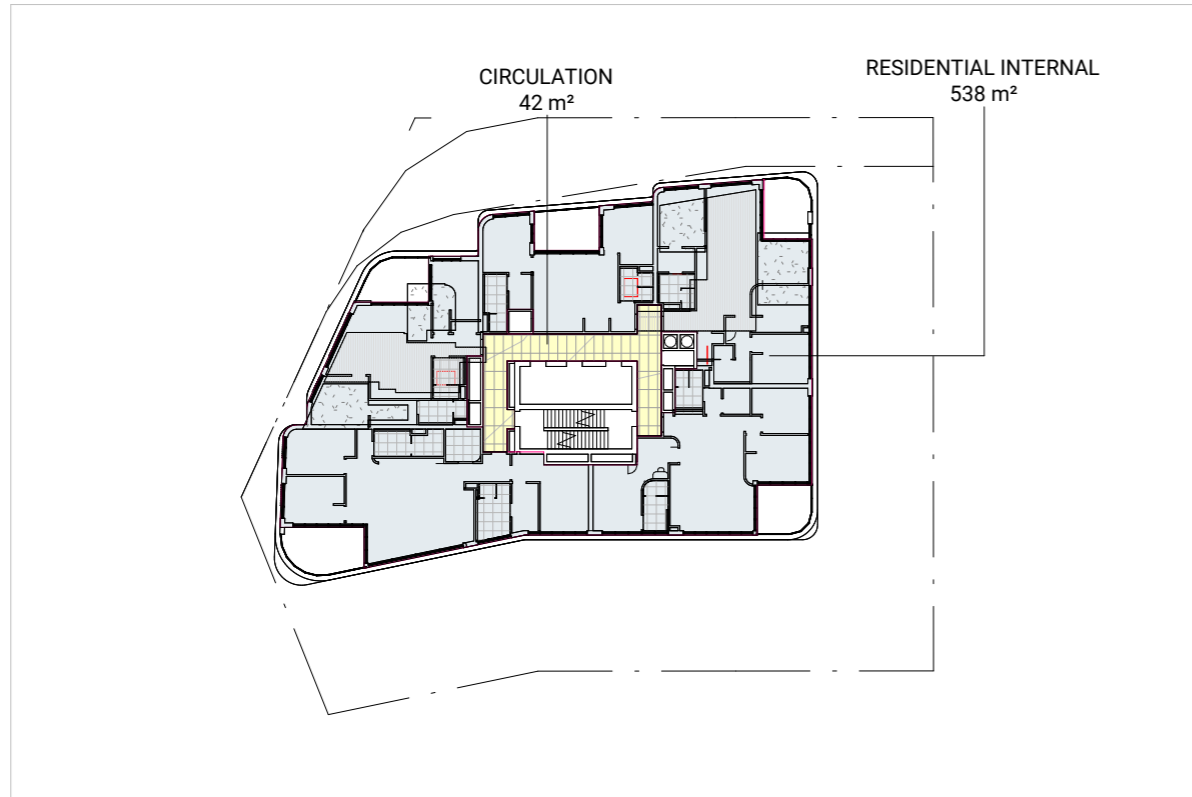 CIRCULATION
42 m²
RESIDENTIAL INTERNAL
538 m²